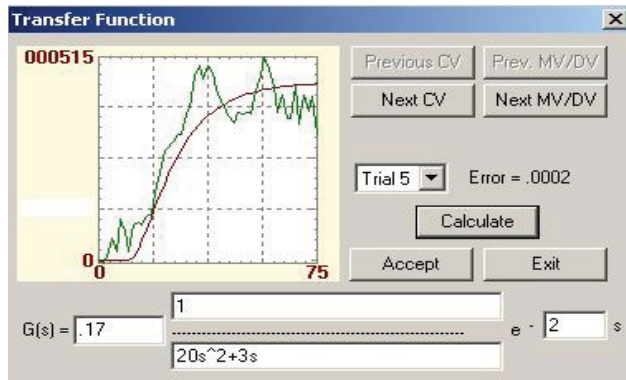 Transfer Function
000515
0
0
75
Previous CV
Prev. MV/DV
Next CV
Next MV/DV
Trial 5
Error = .0002
Calculate
Accept
Exit
G(s) = .17
1
20s^2+3s
e - 2 s